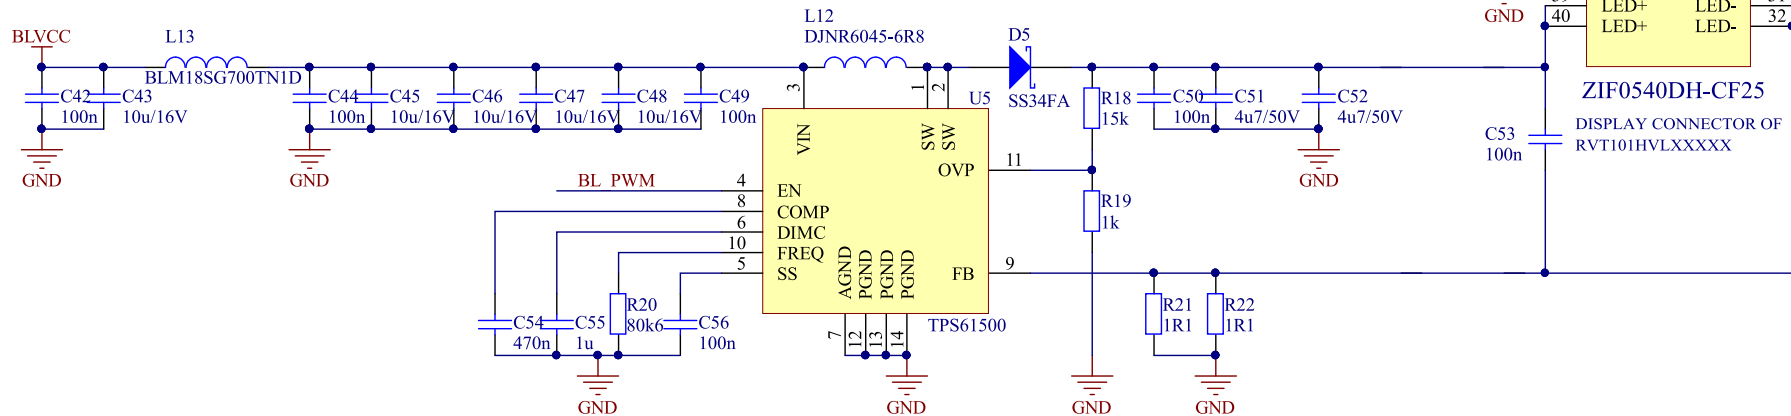 39 LED+ LED- 31
GND
40 LED+ LED- 32
BLVCC
L13
BLM18SG700TN1D
L12
DJNR6045-6R8
D5
SS34FA
ZIF0540DH-CF25
DISPLAY CONNECTOR OF
RVT101HVLXXXXX
C42
100n
C43
10u/16V
C44
100n
C45
10u/16V
C46
10u/16V
C47
10u/16V
C48
10u/16V
C49
100n
3
1
2
U5
R18
15k
C50
100n
C51
4u7/50V
C52
4u7/50V
C53
100n
GND
GND
GND
VIN
SW
SW
OVP
11
BL_PWM
4
EN
8
COMP
6
DIMC
10
FREQ
5
SS
R19
1k
AGND
PGND
PGND
PGND
FB
9
7
12
13
14
TPS61500
C54
470n
C55
1u
R20
80k6
C56
100n
R21
1R1
R22
1R1
GND
GND
GND
GND